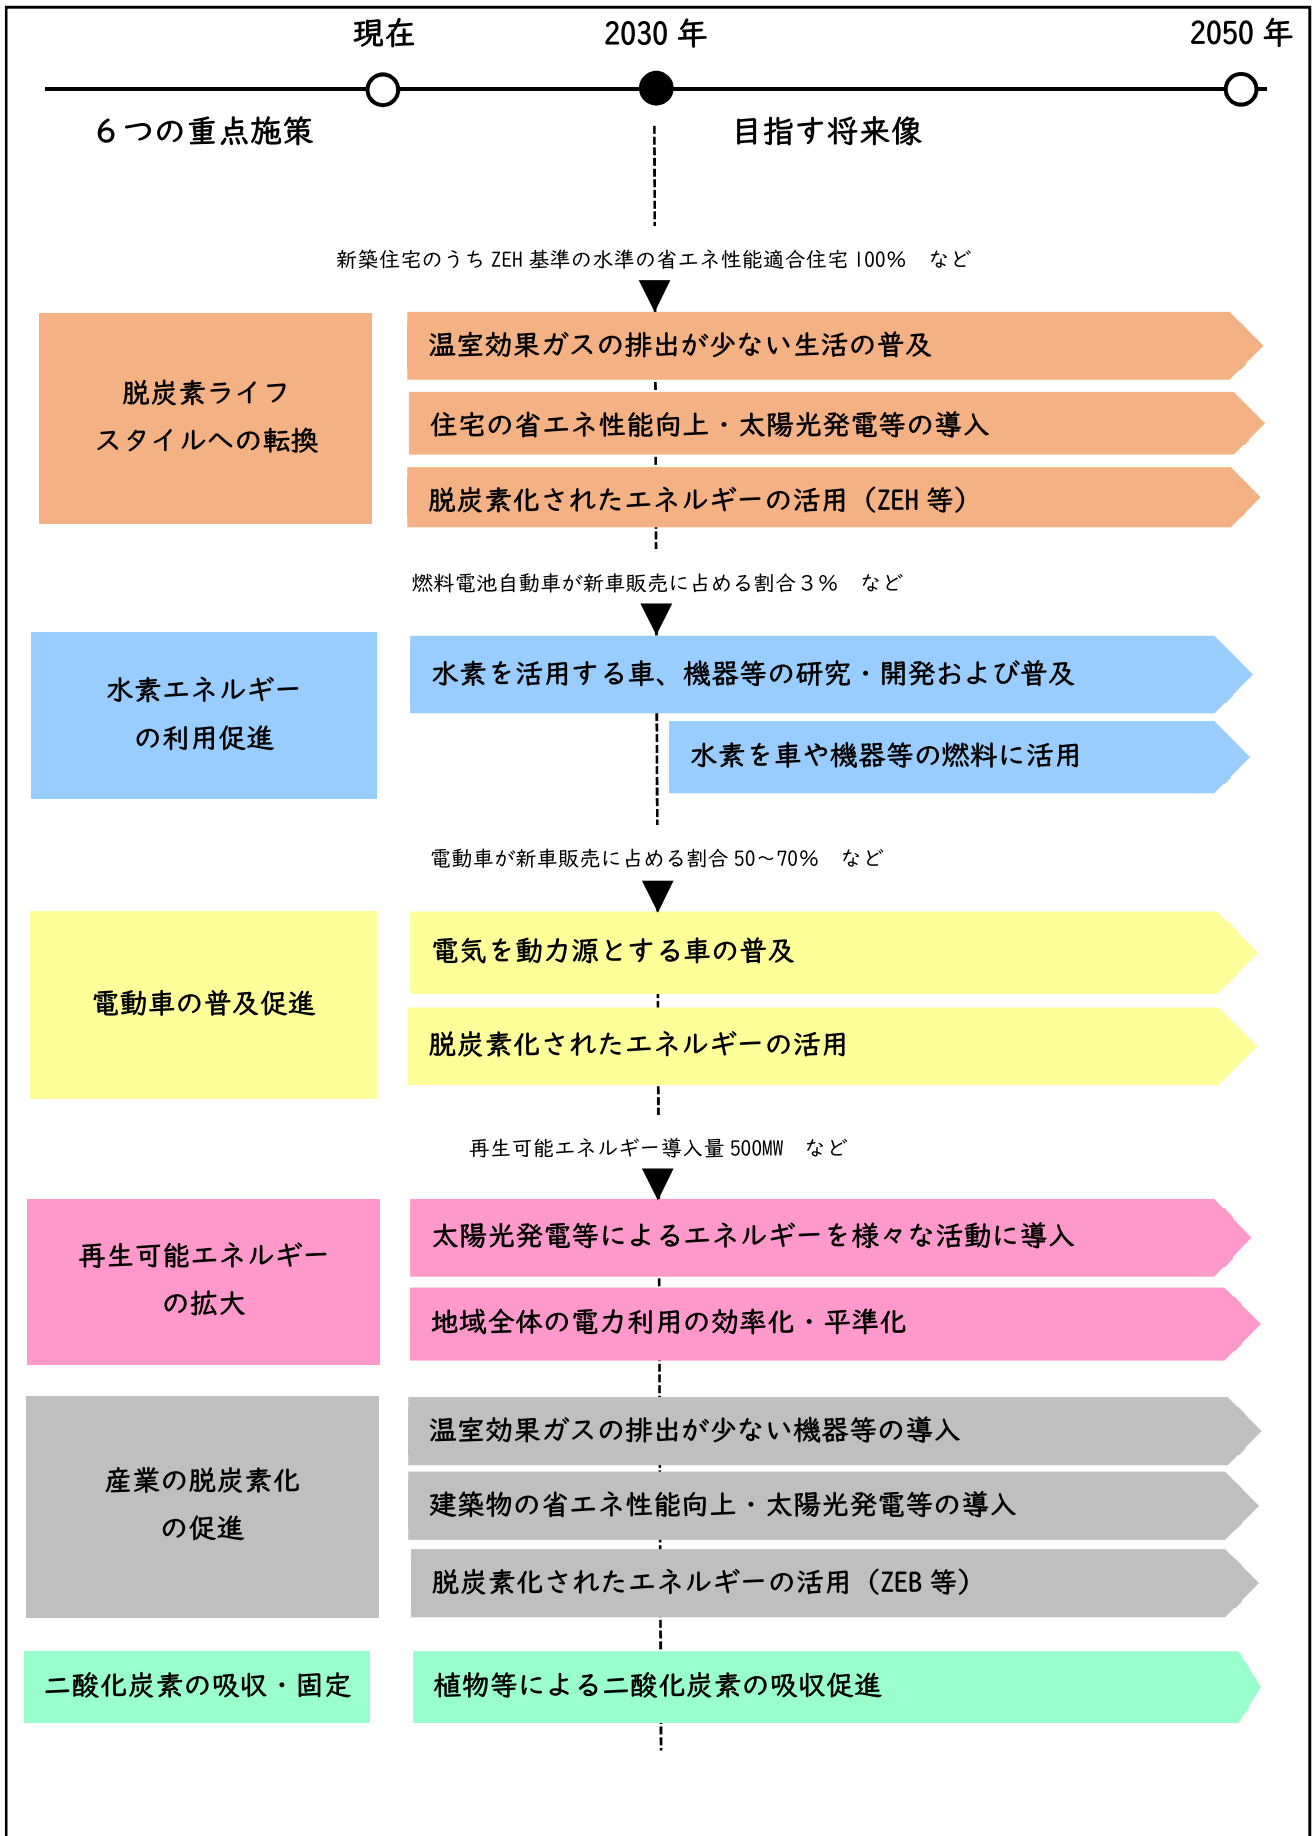 現在
2030 年
2050 年
6 つの重点施策
目指す将来像
新築住宅のうち ZEH 基準の水準の省エネ性能適合住宅 100%　など
脱炭素ライフ
スタイルへの転換
温室効果ガスの排出が少ない生活の普及
住宅の省エネ性能向上・太陽光発電等の導入
脱炭素化されたエネルギーの活用（ZEH 等）
燃料電池自動車が新車販売に占める割合３％　など
水素エネルギー
の利用促進
水素を活用する車、機器等の研究・開発および普及
水素を車や機器等の燃料に活用
電動車が新車販売に占める割合 50～70%　など
電動車の普及促進
電気を動力源とする車の普及
脱炭素化されたエネルギーの活用
再生可能エネルギー導入量 500MW　など
再生可能エネルギー
の拡大
太陽光発電等によるエネルギーを様々な活動に導入
地域全体の電力利用の効率化・平準化
産業の脱炭素化
の促進
温室効果ガスの排出が少ない機器等の導入
建築物の省エネ性能向上・太陽光発電等の導入
脱炭素化されたエネルギーの活用（ZEB 等）
二酸化炭素の吸収・固定
植物等による二酸化炭素の吸収促進